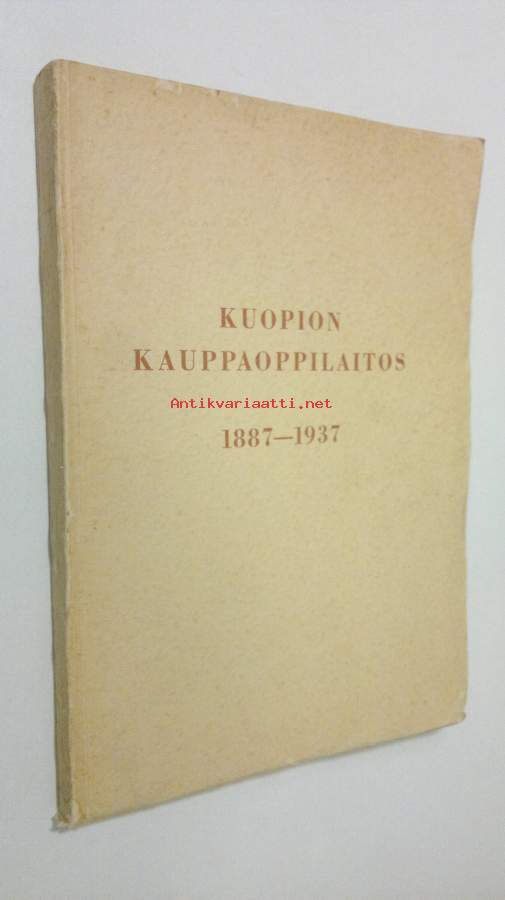 KUOPION
KAUPPAOPPILAITOS
Antikvariaatti.net
1887—1937